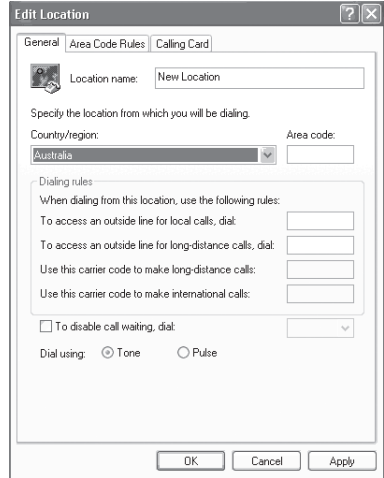 Edit Location
General Area Code Rules Calling Card
Location name: New Location
Specify the location from which you will be dialing.
Country/region: Area code:
Australia
Dialing rules
When dialing from this location, use the following rules:
To access an outside line for local calls, dial:
To access an outside line for long-distance calls, dial:
Use this carrier code to make long-distance calls:
Use this carrier code to make international calls:
To disable call waiting, dial:
Dial using: Tone Pulse
OK Cancel Apply